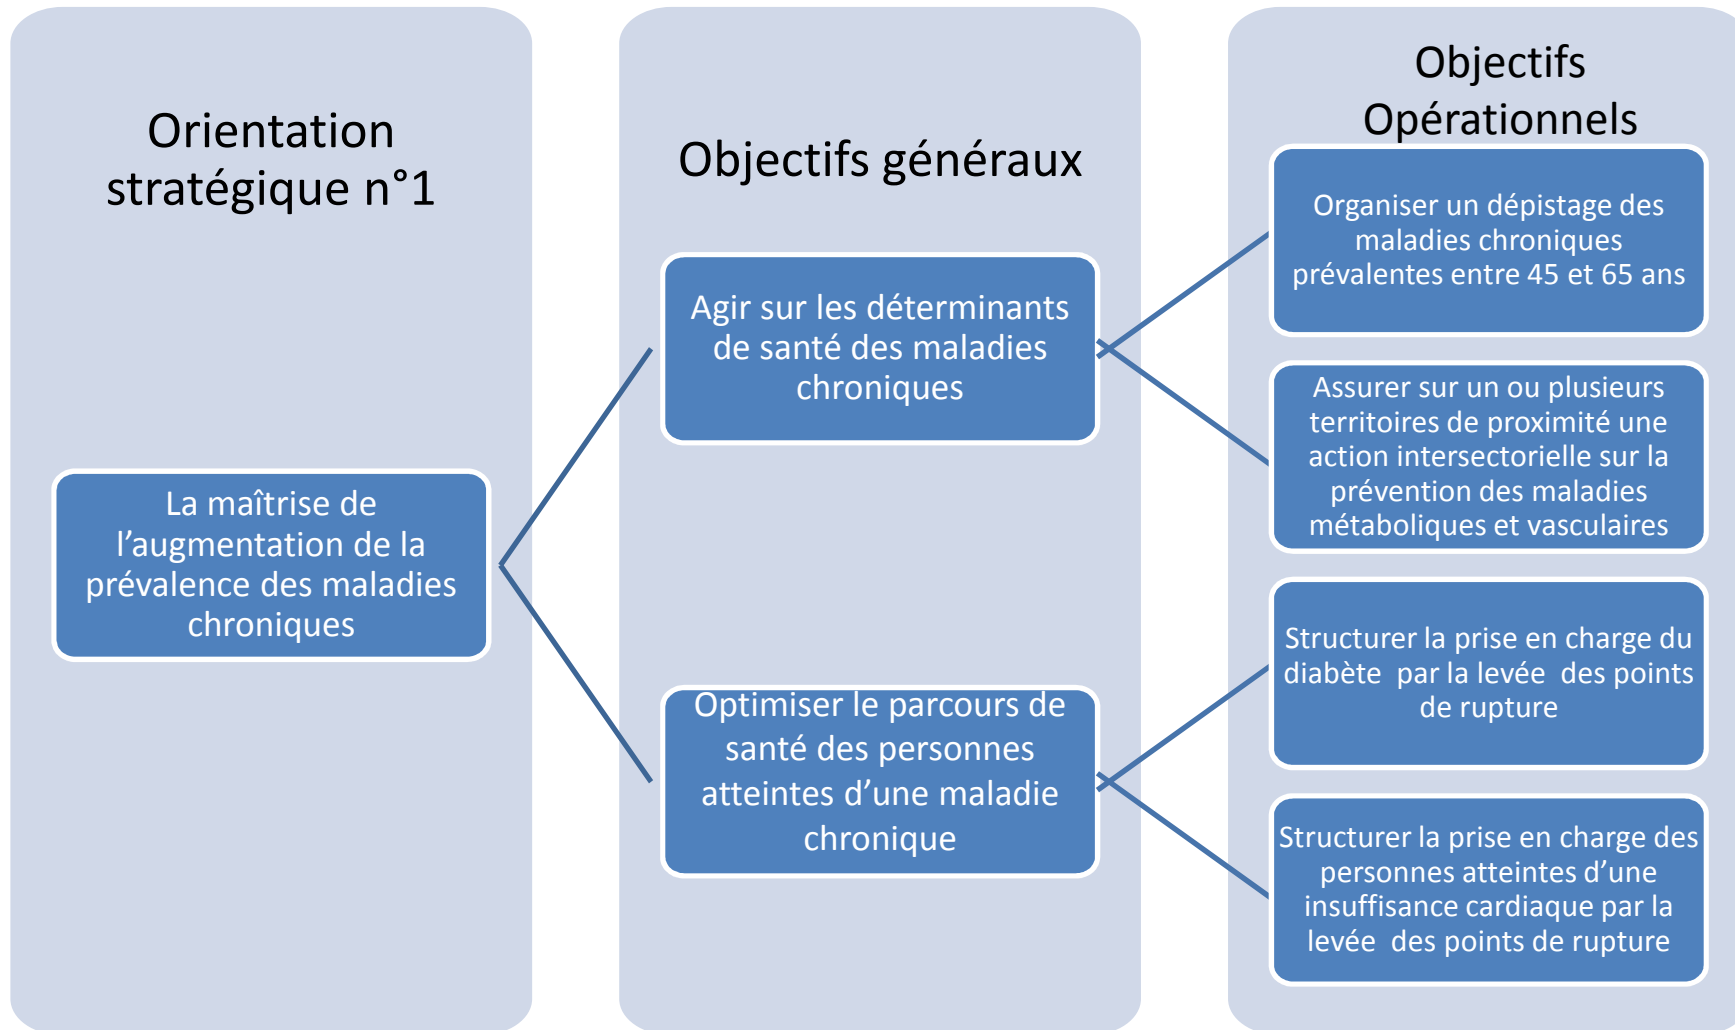 Orientation
stratégique n°1
La maîtrise de
l’augmentation de la
prévalence des maladies
chroniques
Objectifs généraux
Agir sur les déterminants
de santé des maladies
chroniques
Optimiser le parcours de
santé des personnes
atteintes d’une maladie
chronique
Objectifs
Opérationnels
Organiser un dépistage des
maladies chroniques
prévalentes entre 45 et 65 ans
Assurer sur un ou plusieurs
territoires de proximité une
action intersectorielle sur la
prévention des maladies
métaboliques et vasculaires
Structurer la prise en charge du
diabète par la levée des points
de rupture
Structurer la prise en charge des
personnes atteintes d’une
insuffisance cardiaque par la
levée des points de rupture